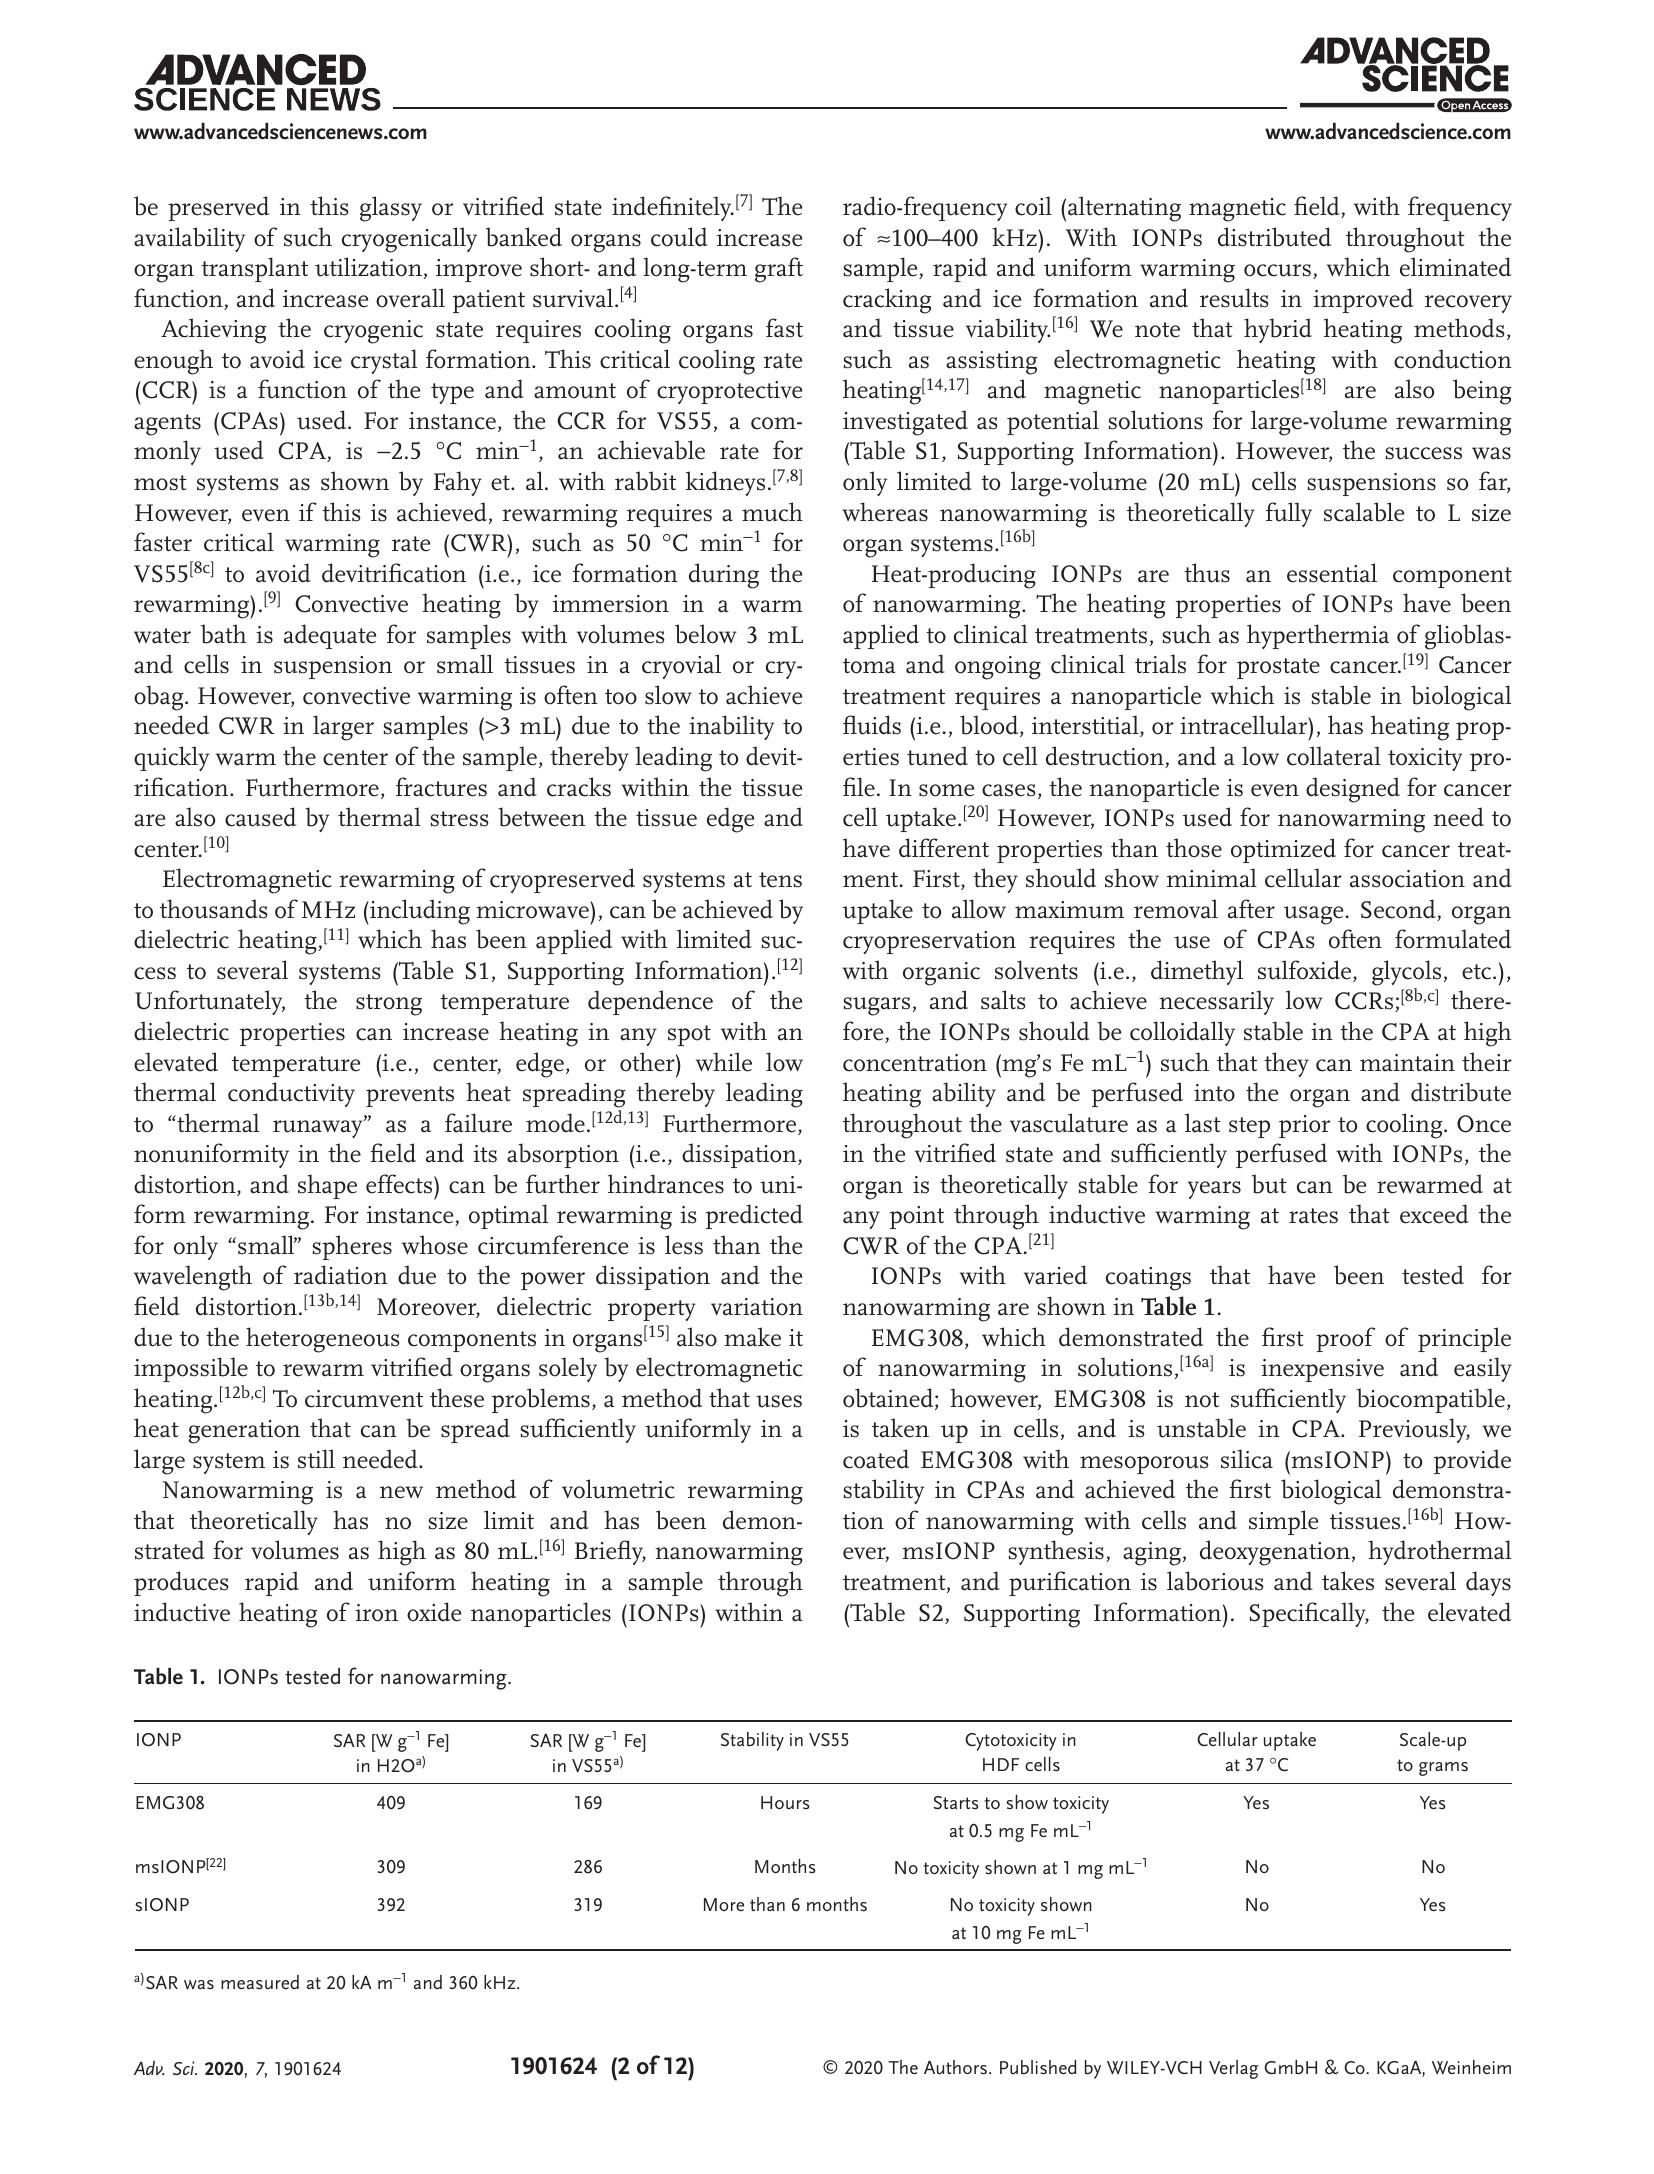 ADVANCED
SCIENCE NEWS
www.advancedsciencenews.com
ADVANCED
SCIENCE
Open Access
www.advancedscience.com
be preserved in this glassy or vitrified state indefinitely.[7] The
availability of such cryogenically banked organs could increase
organ transplant utilization, improve short- and long-term graft
function, and increase overall patient survival.[4]
Achieving the cryogenic state requires cooling organs fast
enough to avoid ice crystal formation. This critical cooling rate
(CCR) is a function of the type and amount of cryoprotective
agents (CPAs) used. For instance, the CCR for VS55, a com-
monly used CPA, is −2.5 °C min−1, an achievable rate for
most systems as shown by Fahy et. al. with rabbit kidneys.[7,8]
However, even if this is achieved, rewarming requires a much
faster critical warming rate (CWR), such as 50 °C min−1 for
VS55[8c] to avoid devitrification (i.e., ice formation during the
rewarming).[9] Convective heating by immersion in a warm
water bath is adequate for samples with volumes below 3 mL
and cells in suspension or small tissues in a cryovial or cry-
obag. However, convective warming is often too slow to achieve
needed CWR in larger samples (>3 mL) due to the inability to
quickly warm the center of the sample, thereby leading to devit-
rification. Furthermore, fractures and cracks within the tissue
are also caused by thermal stress between the tissue edge and
center.[10]
Electromagnetic rewarming of cryopreserved systems at tens
to thousands of MHz (including microwave), can be achieved by
dielectric heating,[11] which has been applied with limited suc-
cess to several systems (Table S1, Supporting Information).[12]
Unfortunately, the strong temperature dependence of the
dielectric properties can increase heating in any spot with an
elevated temperature (i.e., center, edge, or other) while low
thermal conductivity prevents heat spreading thereby leading
to “thermal runaway” as a failure mode.[12d,13] Furthermore,
nonuniformity in the field and its absorption (i.e., dissipation,
distortion, and shape effects) can be further hindrances to uni-
form rewarming. For instance, optimal rewarming is predicted
for only “small” spheres whose circumference is less than the
wavelength of radiation due to the power dissipation and the
field distortion.[13b,14] Moreover, dielectric property variation
due to the heterogeneous components in organs[15] also make it
impossible to rewarm vitrified organs solely by electromagnetic
heating.[12b,c] To circumvent these problems, a method that uses
heat generation that can be spread sufficiently uniformly in a
large system is still needed.
Nanowarming is a new method of volumetric rewarming
that theoretically has no size limit and has been demon-
strated for volumes as high as 80 mL.[16] Briefly, nanowarming
produces rapid and uniform heating in a sample through
inductive heating of iron oxide nanoparticles (IONPs) within a
radio-frequency coil (alternating magnetic field, with frequency
of ≈100–400 kHz). With IONPs distributed throughout the
sample, rapid and uniform warming occurs, which eliminated
cracking and ice formation and results in improved recovery
and tissue viability.[16] We note that hybrid heating methods,
such as assisting electromagnetic heating with conduction
heating[14,17] and magnetic nanoparticles[18] are also being
investigated as potential solutions for large-volume rewarming
(Table S1, Supporting Information). However, the success was
only limited to large-volume (20 mL) cells suspensions so far,
whereas nanowarming is theoretically fully scalable to L size
organ systems.[16b]
Heat-producing IONPs are thus an essential component
of nanowarming. The heating properties of IONPs have been
applied to clinical treatments, such as hyperthermia of glioblas-
toma and ongoing clinical trials for prostate cancer.[19] Cancer
treatment requires a nanoparticle which is stable in biological
fluids (i.e., blood, interstitial, or intracellular), has heating prop-
erties tuned to cell destruction, and a low collateral toxicity pro-
file. In some cases, the nanoparticle is even designed for cancer
cell uptake.[20] However, IONPs used for nanowarming need to
have different properties than those optimized for cancer treat-
ment. First, they should show minimal cellular association and
uptake to allow maximum removal after usage. Second, organ
cryopreservation requires the use of CPAs often formulated
with organic solvents (i.e., dimethyl sulfoxide, glycols, etc.),
sugars, and salts to achieve necessarily low CCRs;[8b,c] there-
fore, the IONPs should be colloidally stable in the CPA at high
concentration (mg’s Fe mL−1) such that they can maintain their
heating ability and be perfused into the organ and distribute
throughout the vasculature as a last step prior to cooling. Once
in the vitrified state and sufficiently perfused with IONPs, the
organ is theoretically stable for years but can be rewarmed at
any point through inductive warming at rates that exceed the
CWR of the CPA.[21]
IONPs with varied coatings that have been tested for
nanowarming are shown in Table 1.
EMG308, which demonstrated the first proof of principle
of nanowarming in solutions,[16a] is inexpensive and easily
obtained; however, EMG308 is not sufficiently biocompatible,
is taken up in cells, and is unstable in CPA. Previously, we
coated EMG308 with mesoporous silica (msIONP) to provide
stability in CPAs and achieved the first biological demonstra-
tion of nanowarming with cells and simple tissues.[16b] How-
ever, msIONP synthesis, aging, deoxygenation, hydrothermal
treatment, and purification is laborious and takes several days
(Table S2, Supporting Information). Specifically, the elevated
Table 1. IONPs tested for nanowarming.
IONP SAR [W g−1 Fe] SAR [W g−1 Fe] Stability in VS55 Cytotoxicity in Cellular uptake Scale-up
in H2Oa) in VS55a) HDF cells at 37 °C to grams
EMG308 409 169 Hours Starts to show toxicity Yes Yes
at 0.5 mg Fe mL−1
msIONP[22] 309 286 Months No toxicity shown at 1 mg mL−1 No No
sIONP 392 319 More than 6 months No toxicity shown No Yes
at 10 mg Fe mL−1
a)SAR was measured at 20 kA m−1 and 360 kHz.
Adv. Sci. 2020, 7, 1901624
1901624 (2 of 12)
© 2020 The Authors. Published by WILEY-VCH Verlag GmbH & Co. KGaA, Weinheim